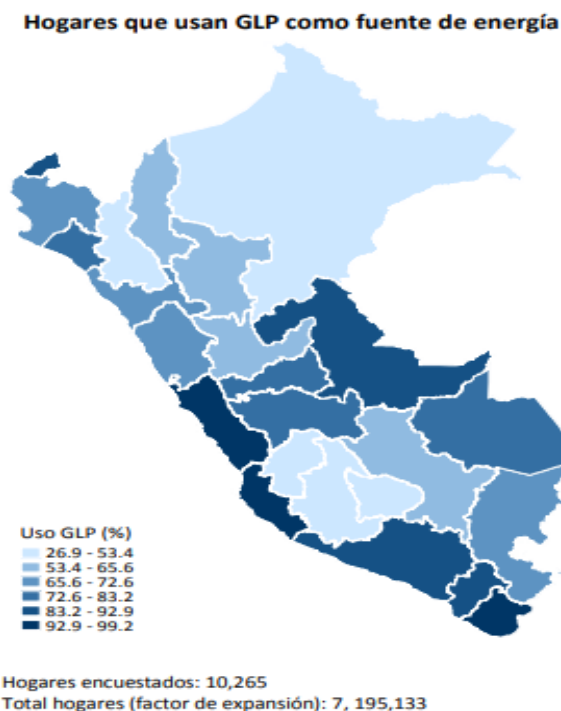 Hogares que usan GLP como fuente de energía
Uso GLP (%)
26.9 - 53.4
53.4 - 65.6
65.6 - 72.6
72.6 - 83.2
83.2 - 92.9
92.9 - 99.2
Hogares encuestados: 10,265
Total hogares (factor de expansión): 7, 195,133